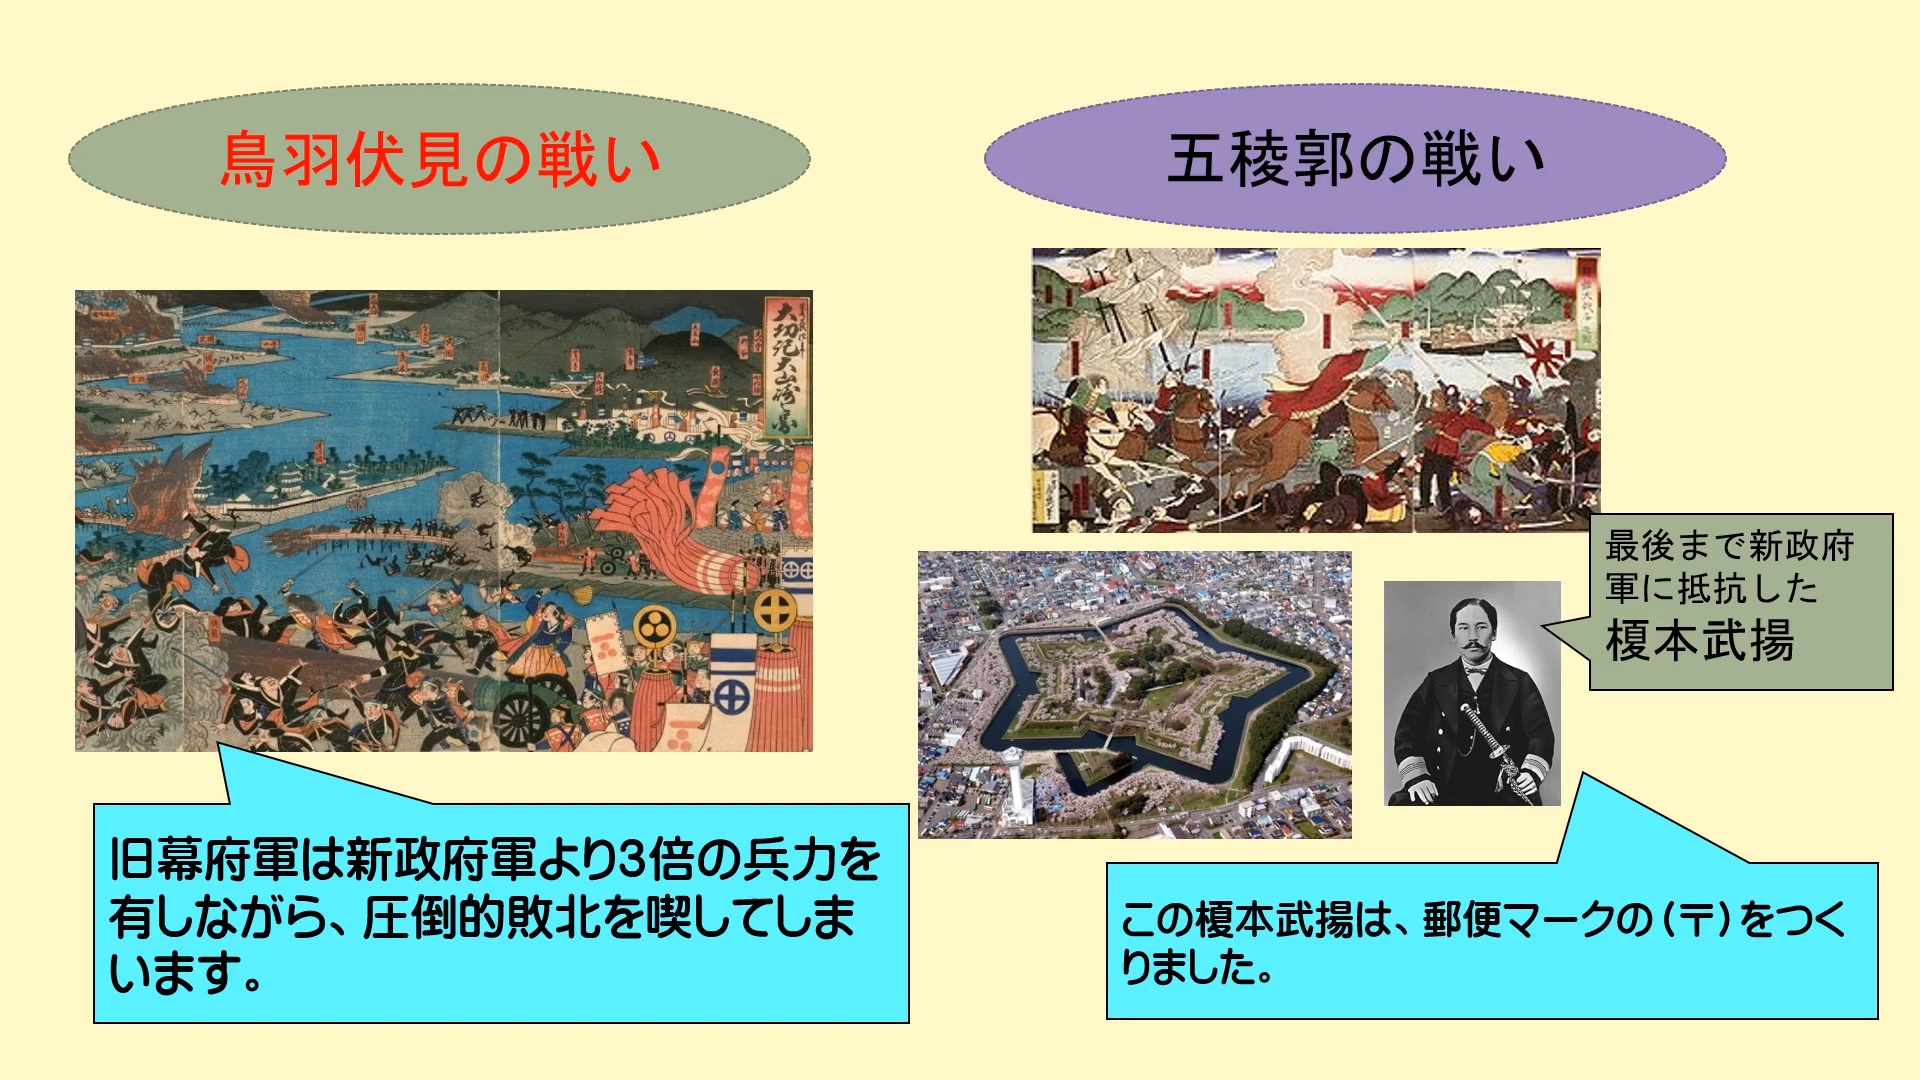 鳥羽伏見の戦い
五稜郭の戦い
最後まで新政府
軍に抵抗した
榎本武揚
旧幕府軍は新政府軍より3倍の兵力を
有しながら、圧倒的敗北を喫してしま
います。
この榎本武揚は、郵便マークの（〒）をつく
りました。